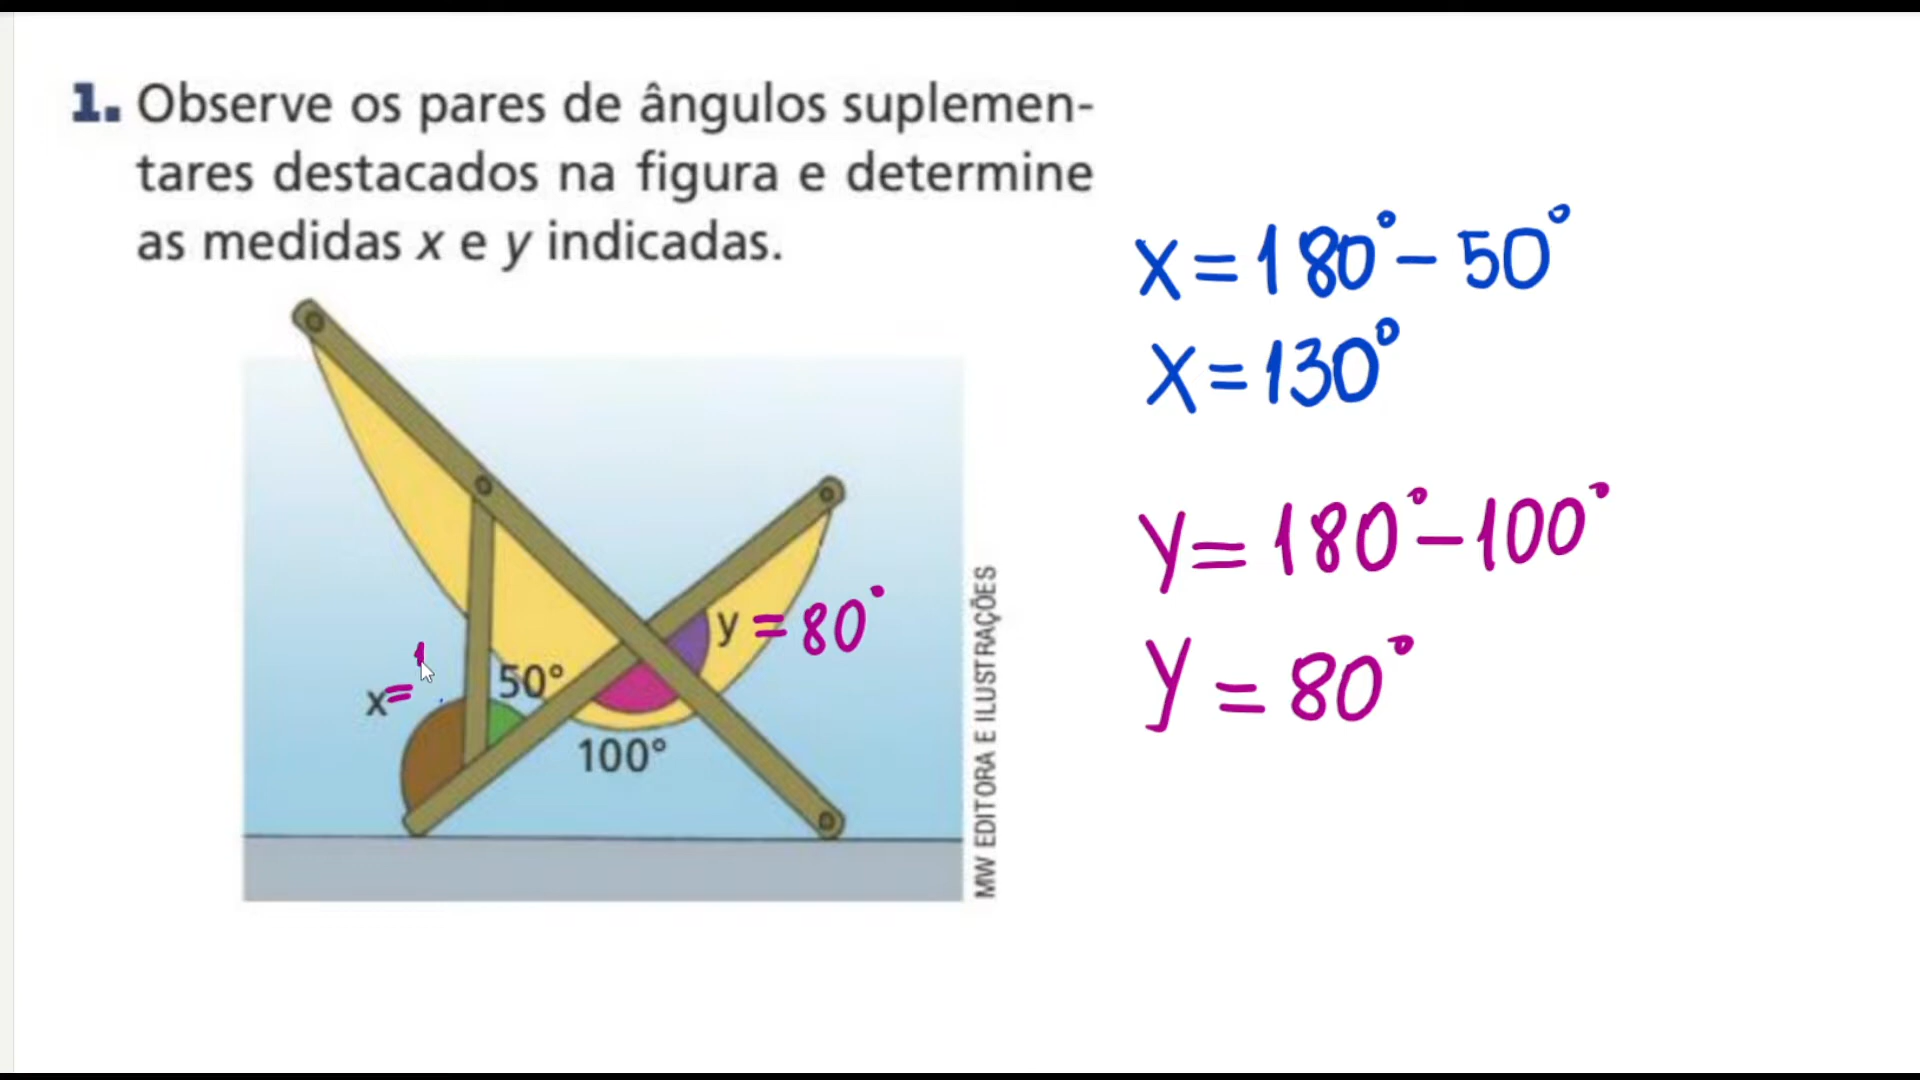 1. Observe os pares de ângulos suplemen-
tares destacados na figura e determine
as medidas x e y indicadas.
x = 180° - 50°
x = 130°
y = 180° - 100°
y = 80°
y = 80°
x = 1
50°
100°
MW EDITORA E ILUSTRAÇÕES